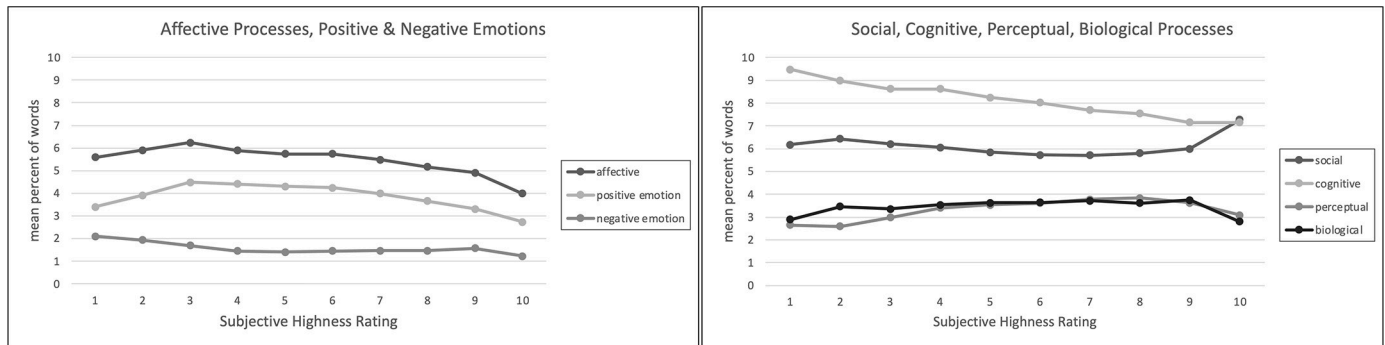 Affective Processes, Positive & Negative Emotions
mean percent of words
10
9
8
7
6
5
4
3
2
1
0
1 2 3 4 5 6 7 8 9 10
Subjective Highness Rating
affective
positive emotion
negative emotion
Social, Cognitive, Perceptual, Biological Processes
mean percent of words
10
9
8
7
6
5
4
3
2
1
0
1 2 3 4 5 6 7 8 9 10
Subjective Highness Rating
social
cognitive
perceptual
biological